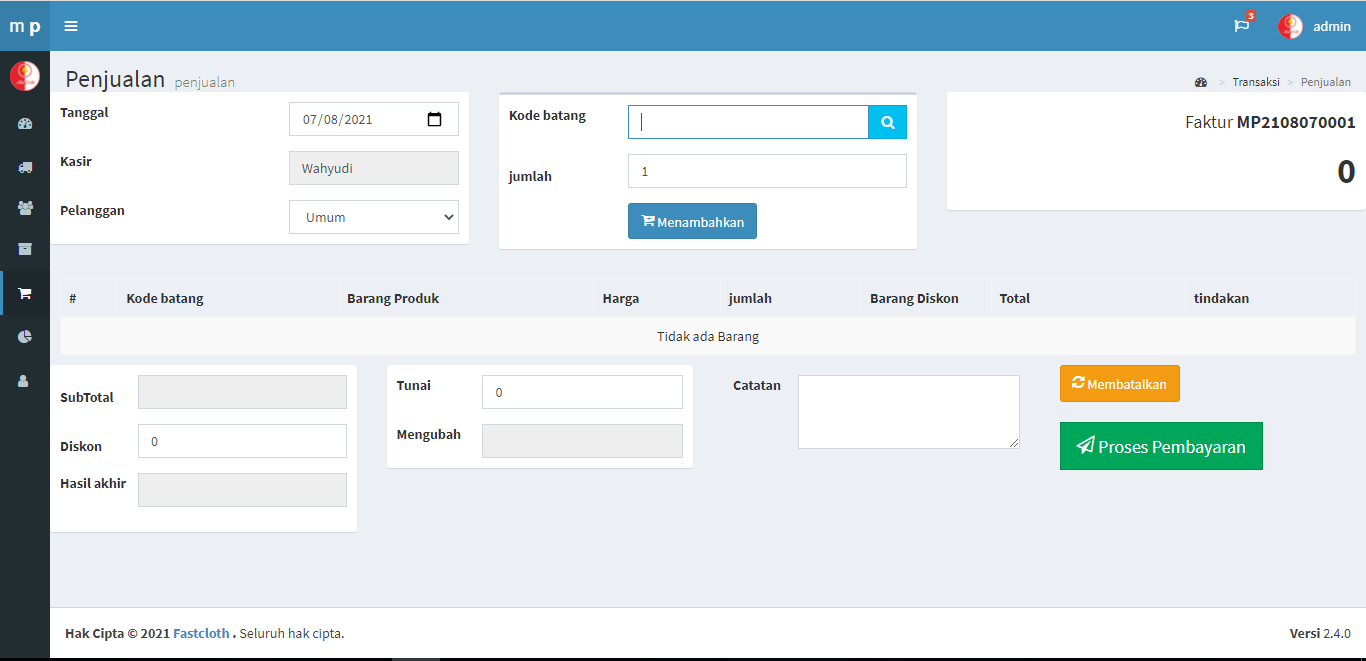 m p
3
admin
Penjualan penjualan
> Transaksi > Penjualan
Tanggal
07/08/2021
Kasir
Wahyudi
Pelanggan
Umum
Kode batang
jumlah
1
Menambahkan
Faktur MP2108070001
0
# Kode batang Barang Produk Harga jumlah Barang Diskon Total tindakan
Tidak ada Barang
SubTotal
Diskon
0
Hasil akhir
Tunai
0
Mengubah
Catatan
Membatalkan
Proses Pembayaran
Hak Cipta © 2021 Fastcloth . Seluruh hak cipta.
Versi 2.4.0